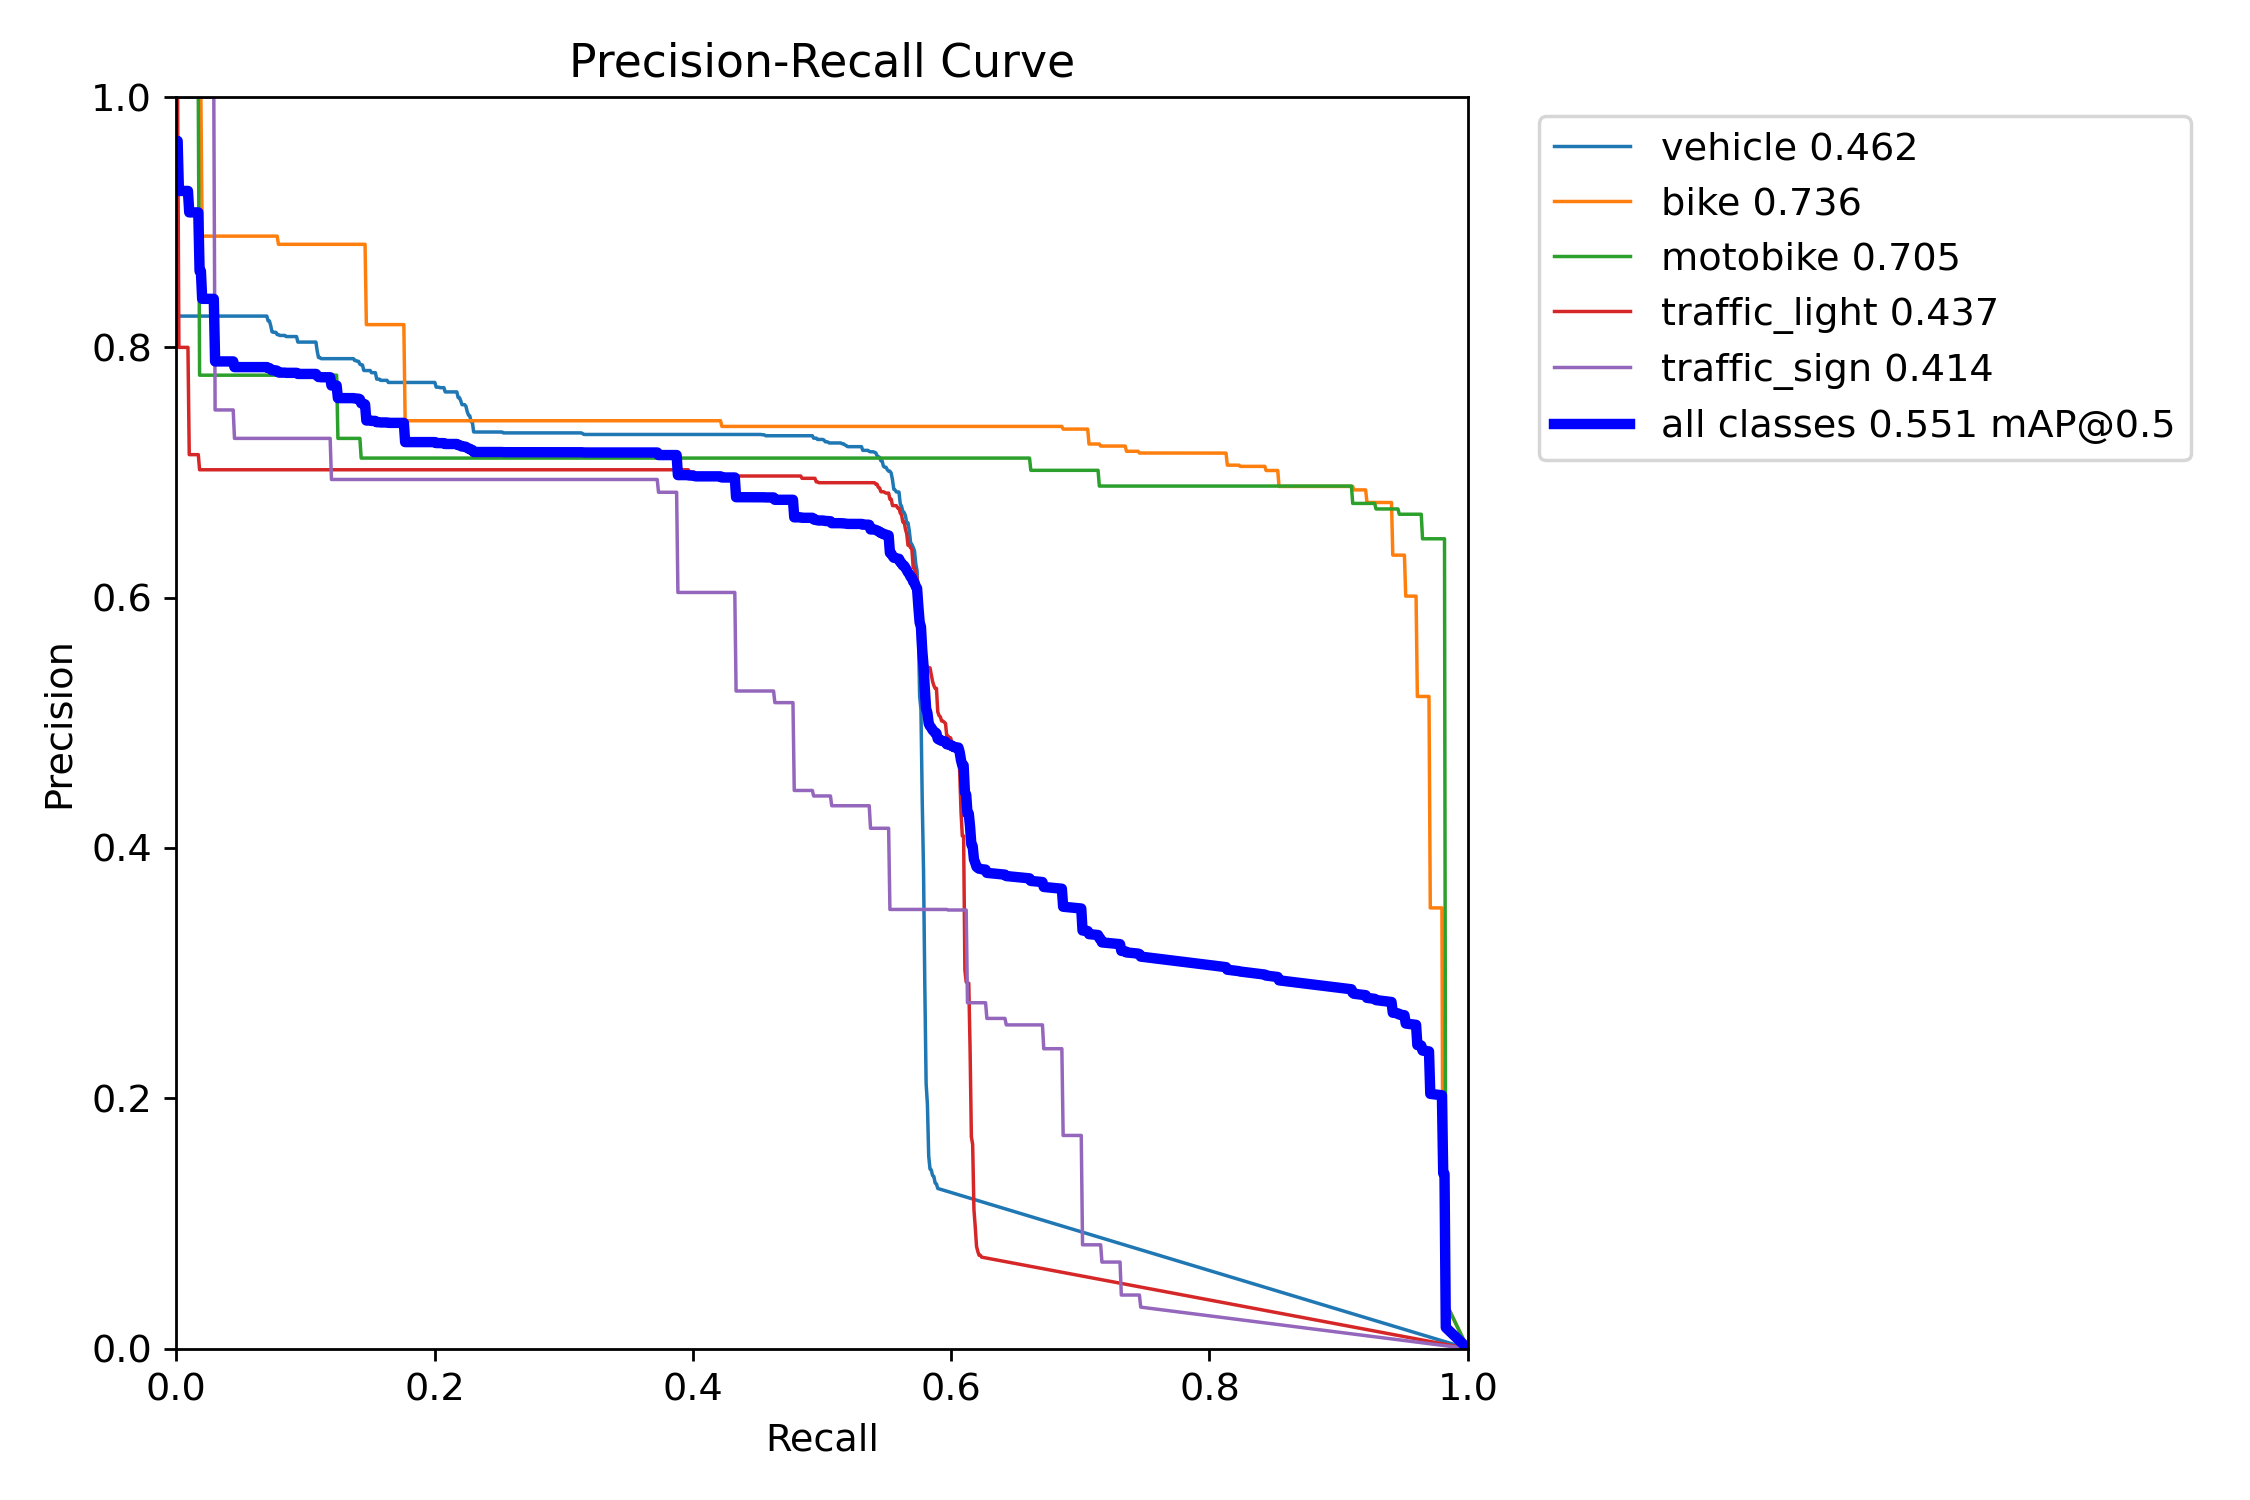 Precision-Recall Curve
1.0
0.8
0.6
0.4
0.2
0.0
Precision
0.0 0.2 0.4 0.6 0.8 1.0
Recall
vehicle 0.462
bike 0.736
motobike 0.705
traffic_light 0.437
traffic_sign 0.414
all classes 0.551 mAP@0.5